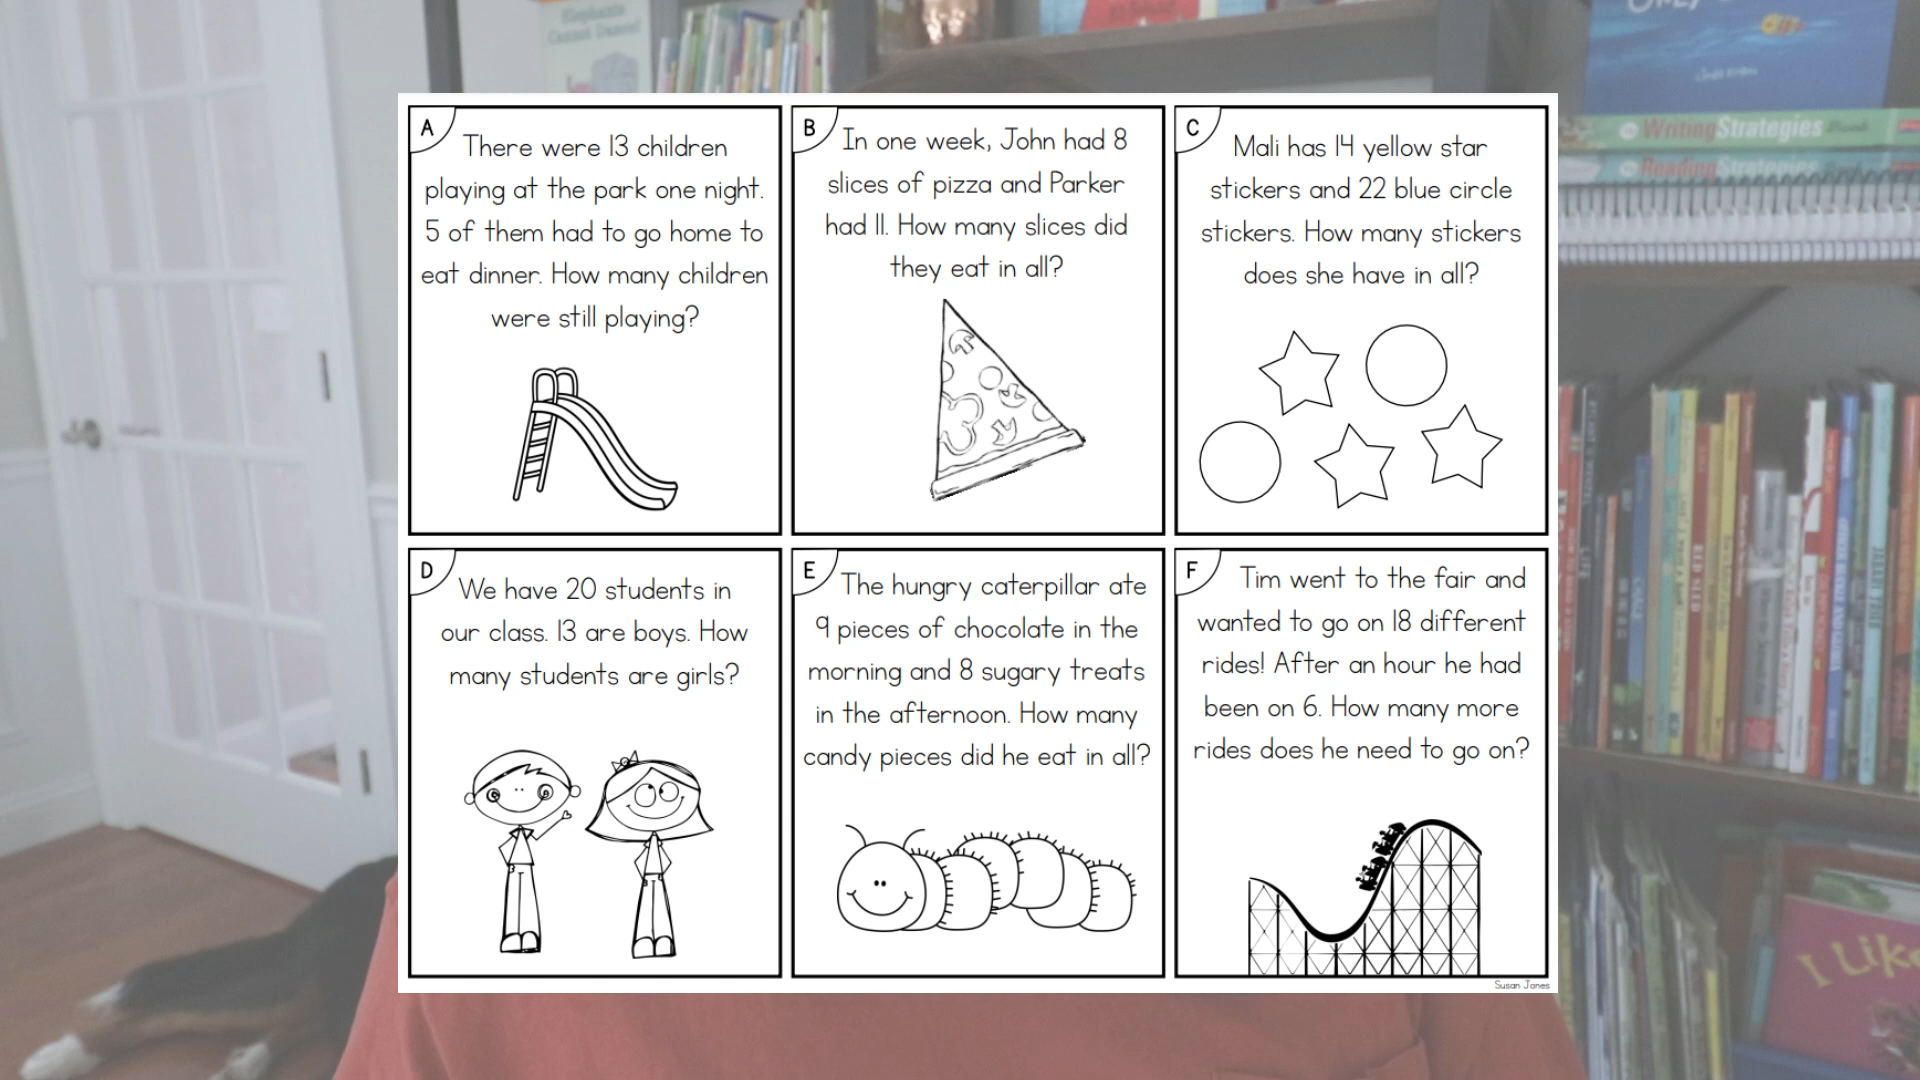 Elephants
Cannot Dance!
WritingStrategies
ReadingStrategies
I Like
A
There were 13 children
playing at the park one night.
5 of them had to go home to
eat dinner. How many children
were still playing?
B
In one week, John had 8
slices of pizza and Parker
had 11. How many slices did
they eat in all?
C
Mali has 14 yellow star
stickers and 22 blue circle
stickers. How many stickers
does she have in all?
D
We have 20 students in
our class. 13 are boys. How
many students are girls?
E
The hungry caterpillar ate
9 pieces of chocolate in the
morning and 8 sugary treats
in the afternoon. How many
candy pieces did he eat in all?
F
Tim went to the fair and
wanted to go on 18 different
rides! After an hour he had
been on 6. How many more
rides does he need to go on?
Susan Jones